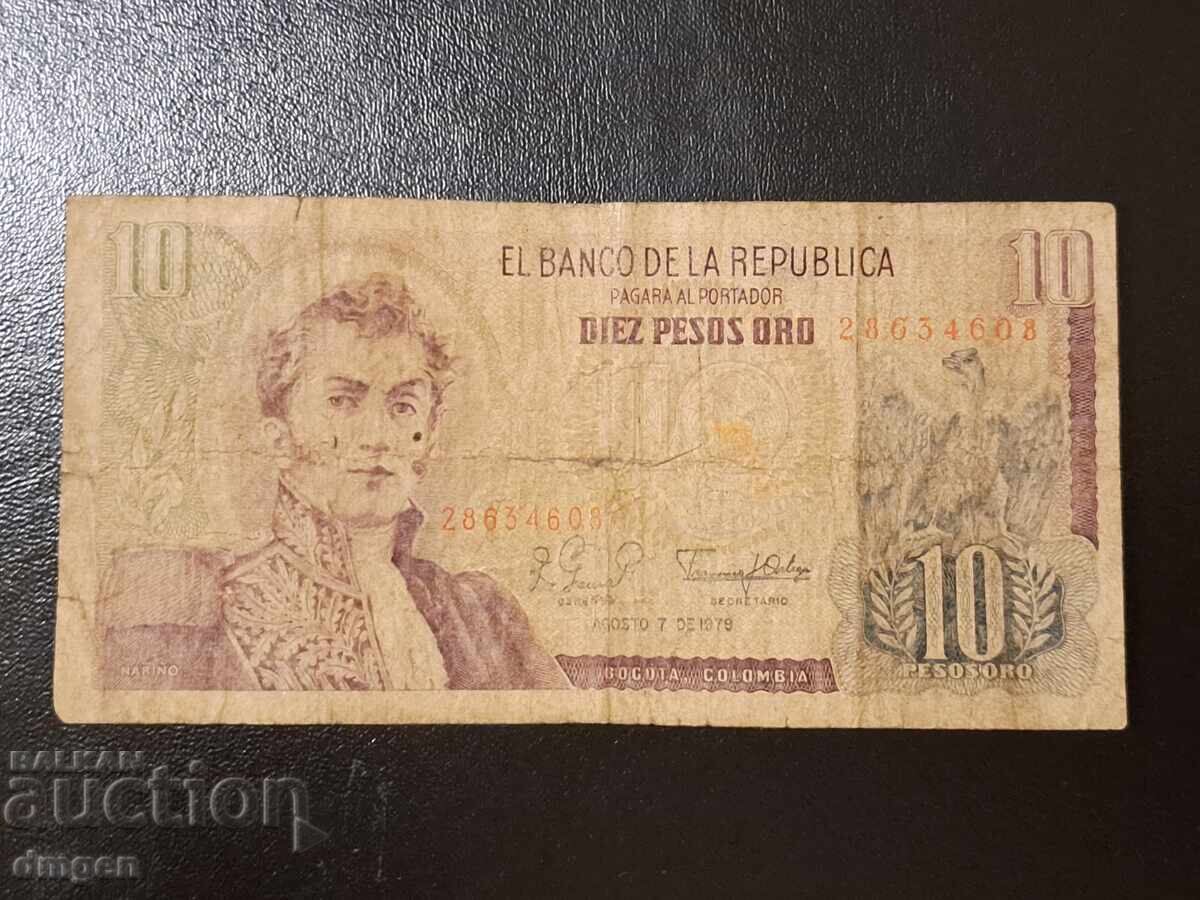 10
10
EL BANCO DE LA REPUBLICA
PAGARA AL PORTADOR
DIEZ PESOS ORO 28634608
28634608
SECRETARIO
AGOSTO 7 DE 1979
NARIÑO
BOGOTA COLOMBIA
10
PESOS ORO
BALKAN
auction
dmgen